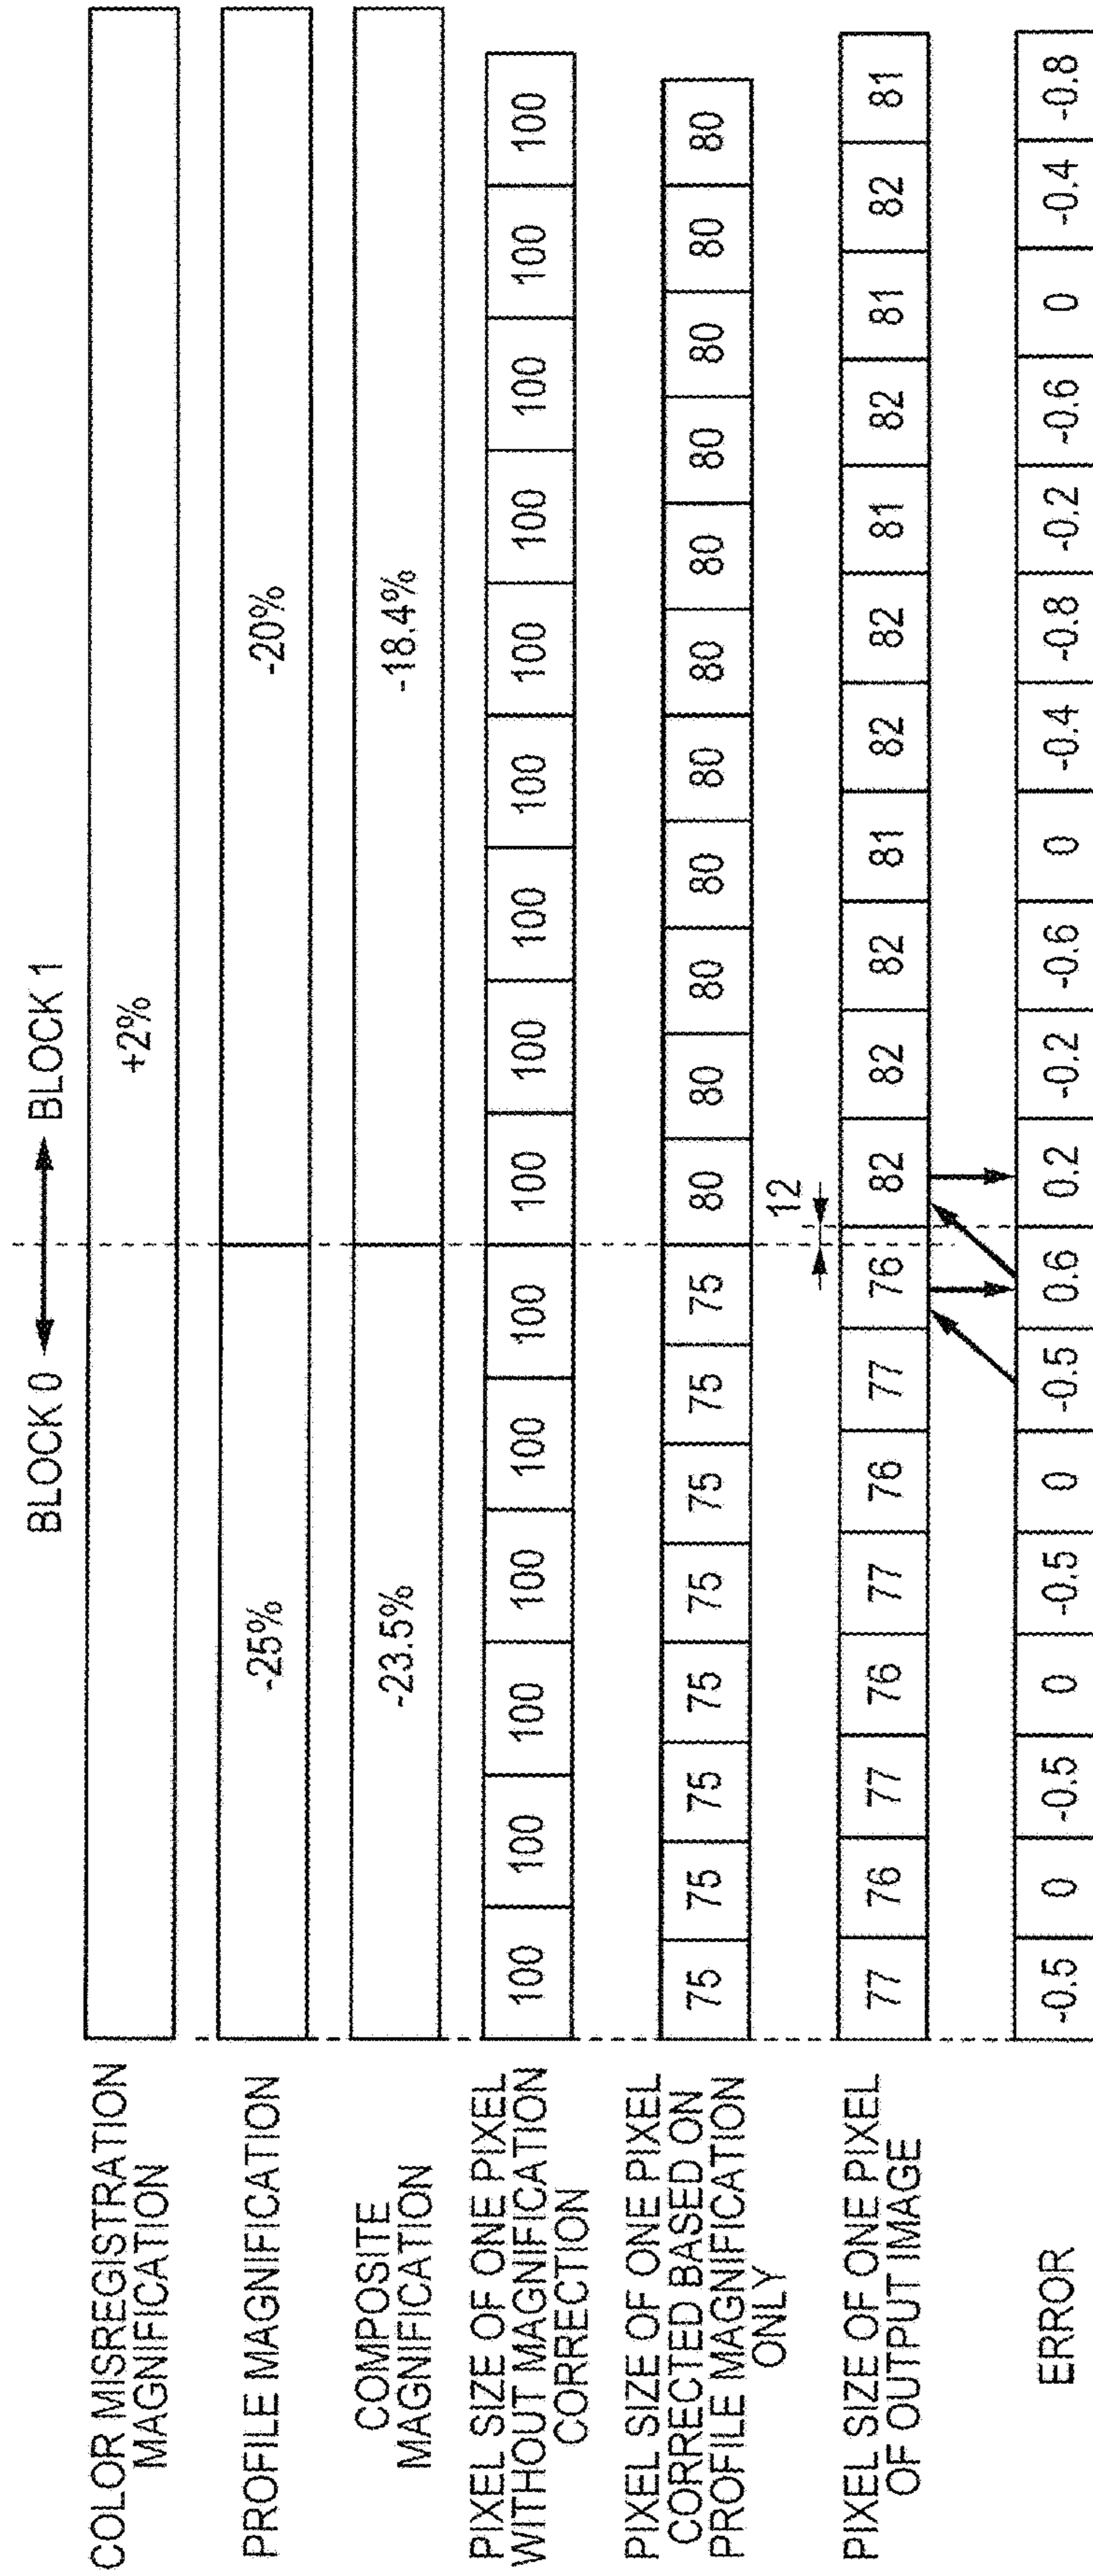 BLOCK 0 BLOCK 1
COLOR MISREGISTRATION
MAGNIFICATION
+2%
PROFILE MAGNIFICATION
-25% -20%
COMPOSITE
MAGNIFICATION
-23.5% -18.4%
PIXEL SIZE OF ONE PIXEL
WITHOUT MAGNIFICATION
CORRECTION
100 100 100 100 100 100 100 100 100 100 100 100 100 100 100
PIXEL SIZE OF ONE PIXEL
CORRECTED BASED ON
PROFILE MAGNIFICATION
ONLY
75 75 75 75 75 75 75 75 80 80 80 80 80 80 80 80 80 80 80
12
PIXEL SIZE OF ONE PIXEL
OF OUTPUT IMAGE
77 76 77 76 77 76 77 76 82 82 82 81 82 82 81 82 81 82 81
ERROR
-0.5 0 -0.5 0 -0.5 0 -0.5 0.6 0.2 -0.2 -0.6 0 -0.4 -0.8 -0.2 -0.6 0 -0.4 -0.8